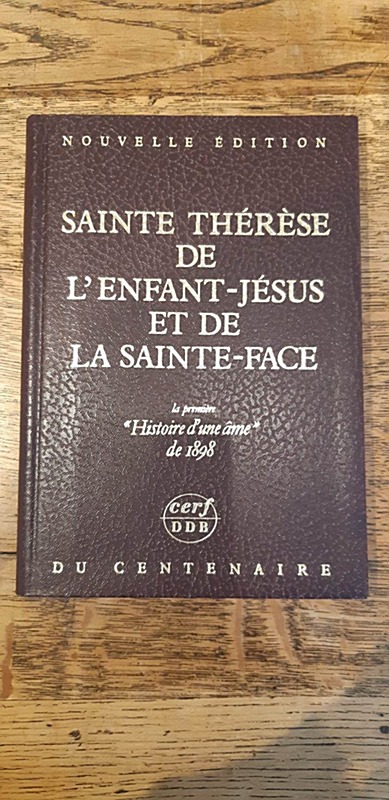 NOUVELLE ÉDITION
SAINTE THÉRÈSE
DE
L'ENFANT-JÉSUS
ET DE
LA SAINTE-FACE
la première
"Histoire d'une âme"
de 1898
cerf
DDB
DU CENTENAIRE